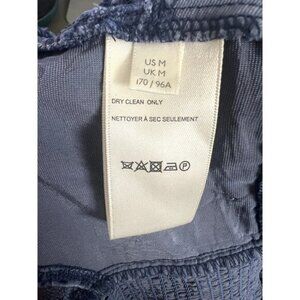 US M
UK M
170 / 96A
DRY CLEAN ONLY
NETTOYER À SEC SEULEMENT